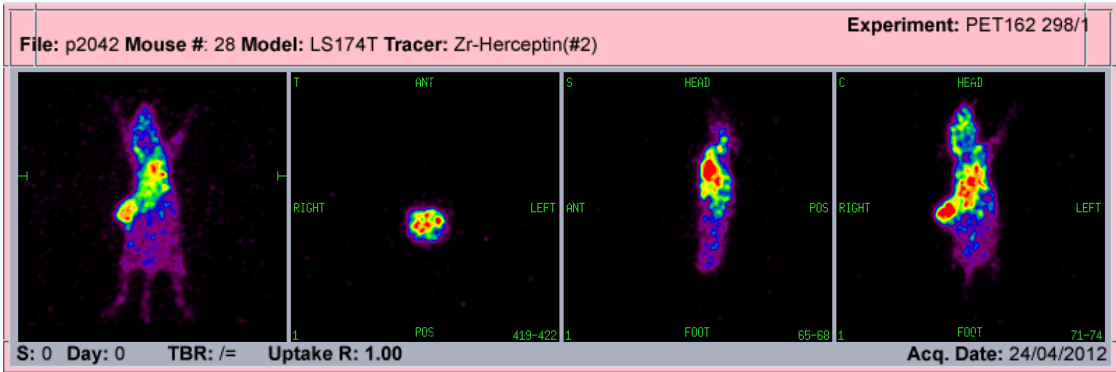 Experiment: PET162 298/1
File: p2042 Mouse #: 28 Model: LS174T Tracer: Zr-Herceptin(#2)
T ANT
RIGHT LEFT
1 POS 419-422
S HEAD
ANT POS
1 FOOT 65-68
C HEAD
RIGHT LEFT
1 FOOT 71-74
S: 0 Day: 0 TBR: /= Uptake R: 1.00 Acq. Date: 24/04/2012